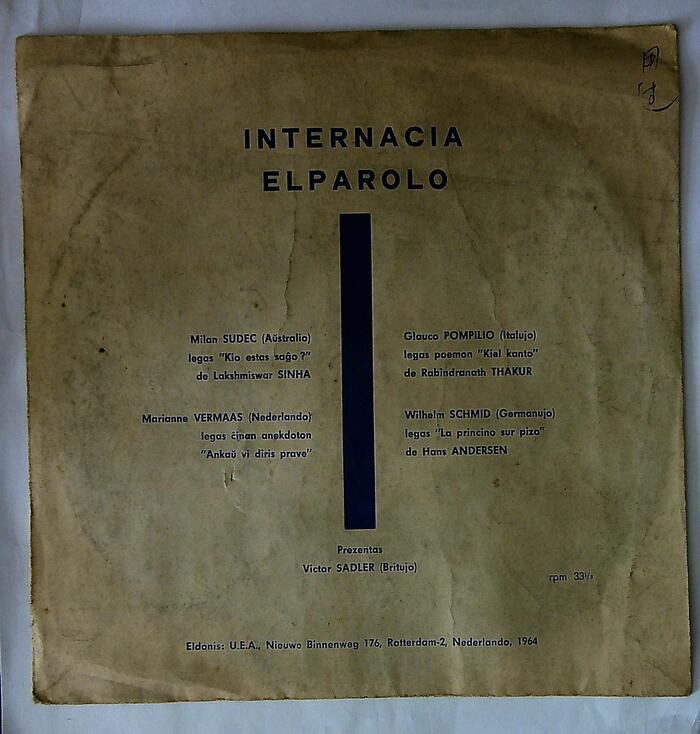 INTERNACIA
ELPAROLO
Milan SUDEC (Aŭstralio)
legas "Kio estas saĝo?"
de Lakshmiswar SINHA
Marianne VERMAAS (Nederlando)
legas ĉinan anekdoton
"Ankaŭ vi diris prave"
Glauco POMPILIO (Italujo)
legas poemon "Kiel kanto"
de Rabindranath THAKUR
Wilhelm SCHMID (Germanujo)
legas "La princino sur pizo"
de Hans ANDERSEN
Prezentas
Victor SADLER (Britujo)
rpm 33⅓
Eldonis: U.E.A., Nieuwe Binnenweg 176, Rotterdam-2, Nederlando, 1964